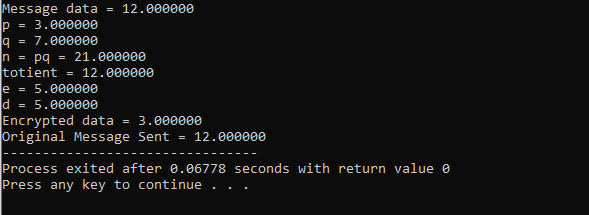 Message data = 12.000000
p = 3.000000
q = 7.000000
n = pq = 21.000000
totient = 12.000000
e = 5.000000
d = 5.000000
Encrypted data = 3.000000
Original Message Sent = 12.000000
--------------------------------
Process exited after 0.06778 seconds with return value 0
Press any key to continue . . .